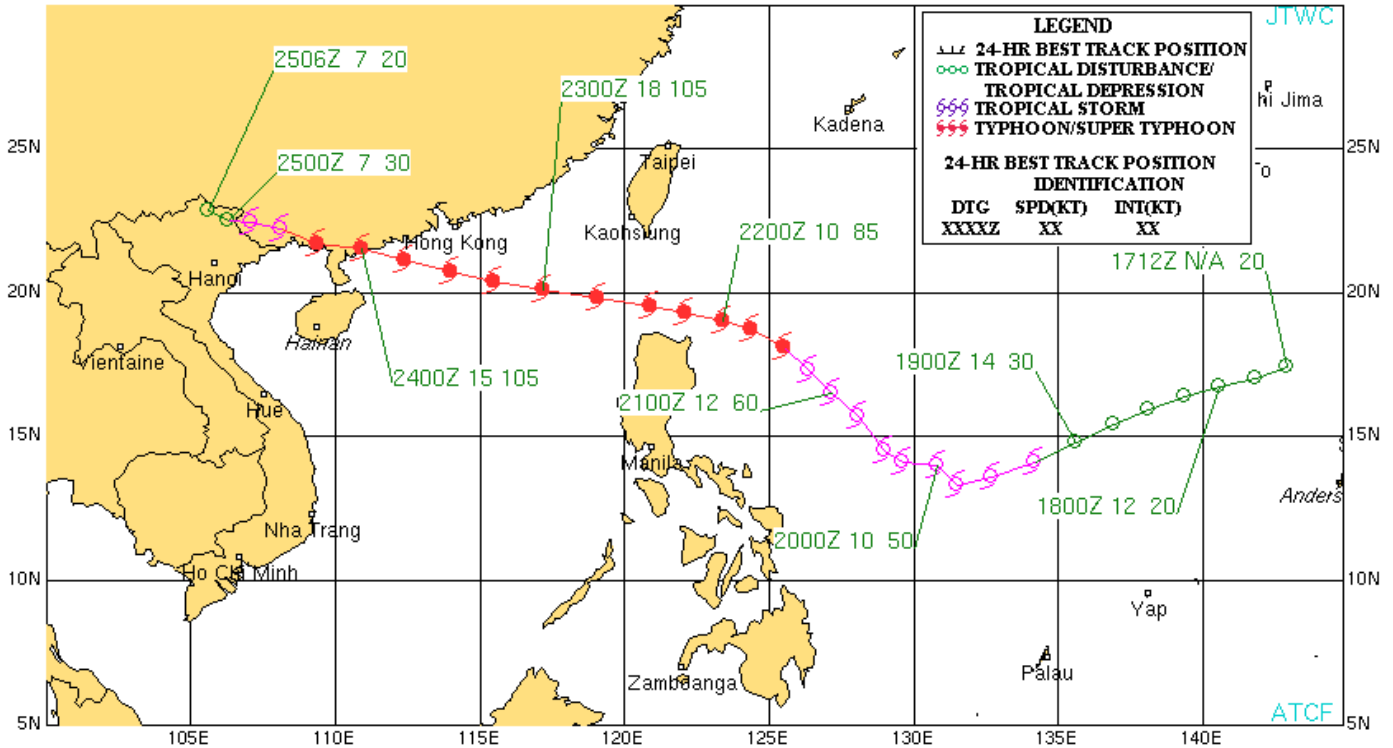 JTWC
LEGEND
24-HR BEST TRACK POSITION
TROPICAL DISTURBANCE/
TROPICAL DEPRESSION
TROPICAL STORM
TYPHOON/SUPER TYPHOON
24-HR BEST TRACK POSITION
IDENTIFICATION
DTG SPD(KT) INT(KT)
XXXXZ XX XX
2506Z 7 20
2300Z 18 105
hi Jima
Kadena
25N
Taipei
25N
2500Z 7 30
o
Kaohsiung
2200Z 10 85
Hong Kong
1712Z N/A 20
Hanoi
20N
20N
Hainan
Vientaine
1900Z 14 30
2400Z 15 105
2100Z 12 60
Hue
15N
15N
Manila
Anders
1800Z 12 20
Nha Trang
2000Z 10 50
Ho Chi Minh
10N
10N
Yap
Palau
Zamboanga
ATCF
5N
5N
105E
110E
115E
120E
125E
130E
135E
140E